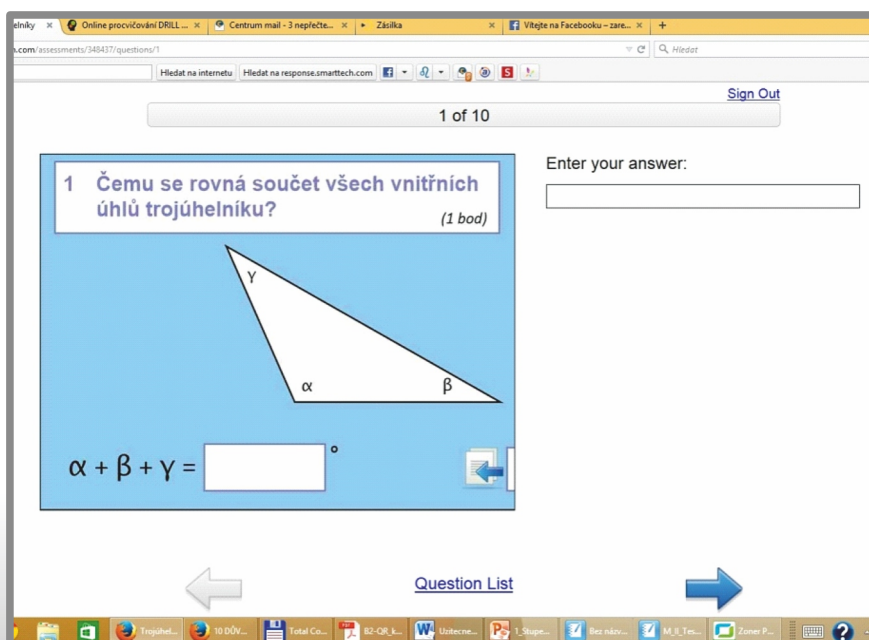 elníky × Online procvičování DRILL ... × Centrum mail - 3 nepřečte... × Zásilka × Vítejte na Facebooku – zare... × +
.com/assessments/348437/questions/1 Hledat
Hledat na internetu Hledat na response.smarttech.com
Sign Out
1 of 10
Enter your answer:
1 Čemu se rovná součet všech vnitřních
úhlů trojúhelníku?
(1 bod)
γ
α β
α + β + γ = °
Question List
Trojúhel... 10 DŮV... Total Co... B2-QR_k... Uzitecne... 1_Stupe... Bez názv... M_II_Tes... Zoner P...